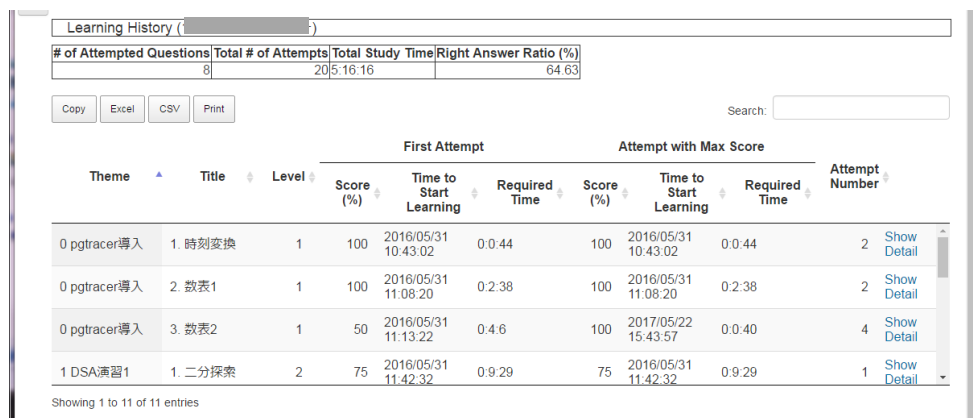 Learning History (
# of Attempted Questions Total # of Attempts Total Study Time Right Answer Ratio (%)
8 20 5:16:16 64.63
Copy Excel CSV Print Search:
First Attempt Attempt with Max Score
Theme Title Level Score (%) Time to Start Learning Required Time Score (%) Time to Start Learning Required Time Attempt Number
0 pgtracer導入 1. 時刻変換 1 100 2016/05/31 10:43:02 0:0:44 100 2016/05/31 10:43:02 0:0:44 2 Show Detail
0 pgtracer導入 2. 数表1 1 100 2016/05/31 11:08:20 0:2:38 100 2016/05/31 11:08:20 0:2:38 2 Show Detail
0 pgtracer導入 3. 数表2 1 50 2016/05/31 11:13:22 0:4:6 100 2017/05/22 15:43:57 0:0:40 4 Show Detail
1 DSA演習1 1. 二分探索 2 75 2016/05/31 11:42:32 0:9:29 75 2016/05/31 11:42:32 0:9:29 1 Show Detail
Showing 1 to 11 of 11 entries